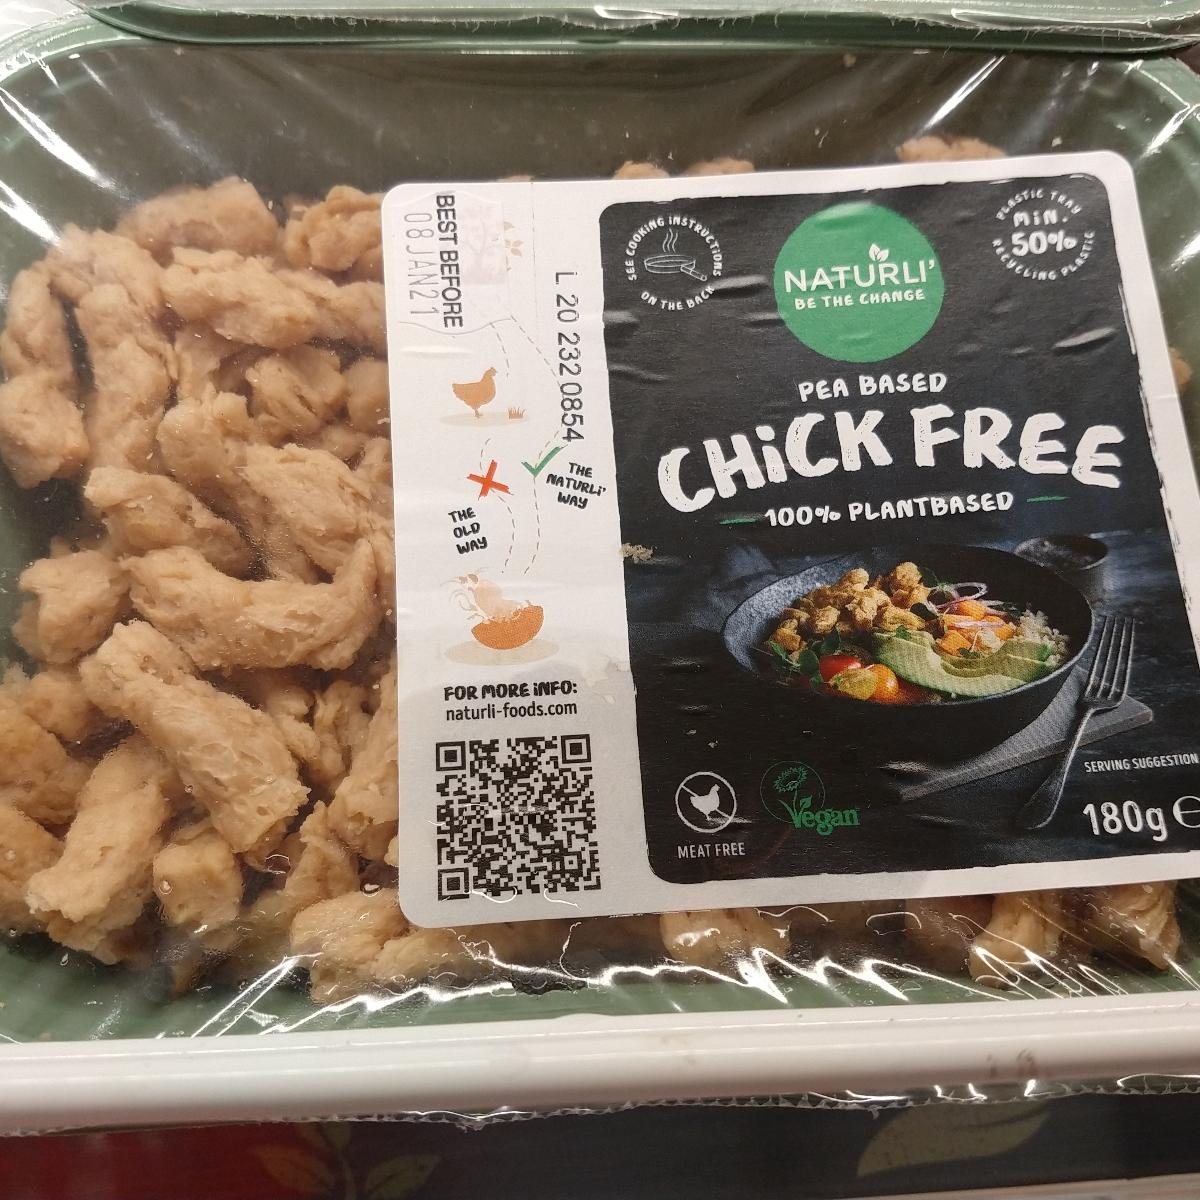 BEST BEFORE
08JAN21
L. 20 232 0854
THE
NATURLI'
WAY
THE
OLD
WAY
FOR MORE iNFO:
naturli-foods.com
SEE COOKING INSTRUCTIONS
ON THE BACK
NATURLI'
BE THE CHANGE
PLASTIC TRAY
MiN.
50%
RECYCLING PLASTIC
PEA BASED
CHiCK FREE
100% PLANTBASED
SERVING SUGGESTION
MEAT FREE
Vegan
180g ℮